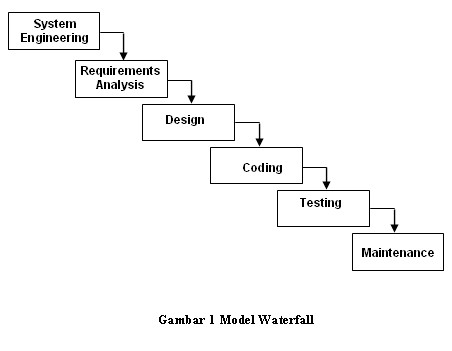 System
Engineering
Requirements
Analysis
Design
Coding
Testing
Maintenance
Gambar 1 Model Waterfall